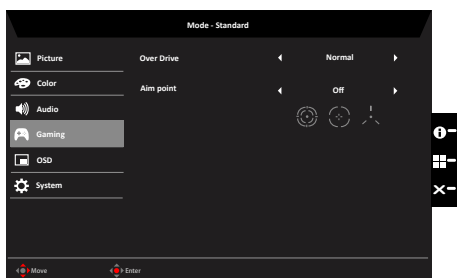 Mode - Standard
Picture
Over Drive
Normal
Color
Aim point
Off
Audio
Gaming
OSD
System
Move
Enter